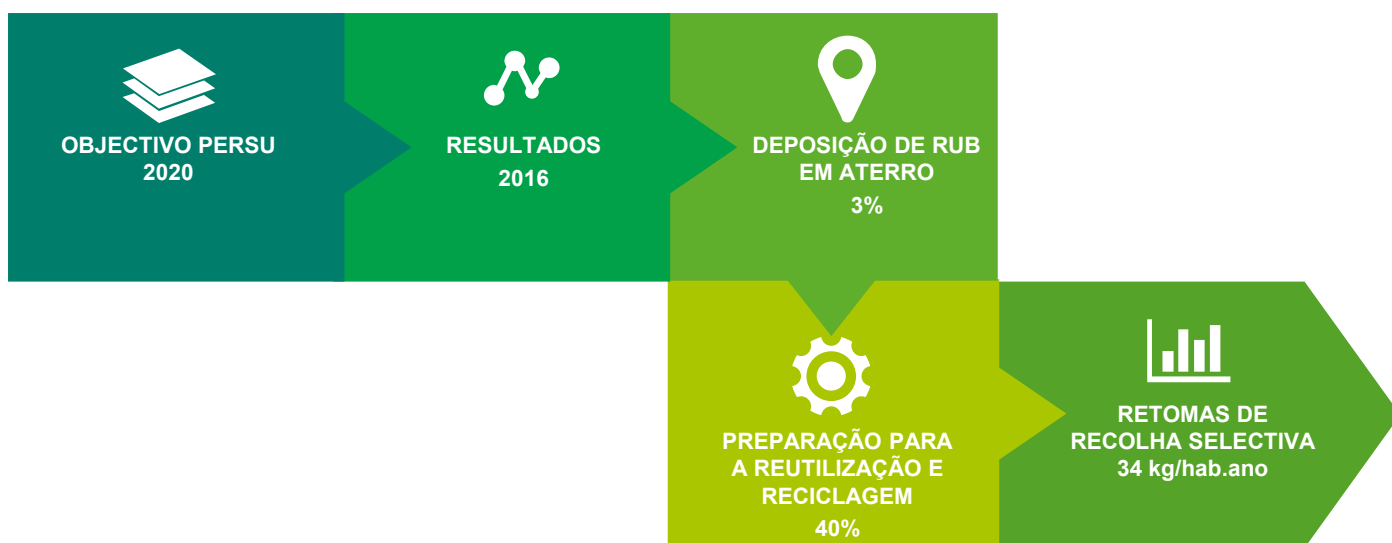 OBJECTIVO PERSU
2020
RESULTADOS
2016
DEPOSIÇÃO DE RUB
EM ATERRO
3%
PREPARAÇÃO PARA
A REUTILIZAÇÃO E
RECICLAGEM
40%
RETOMAS DE
RECOLHA SELECTIVA
34 kg/hab.ano